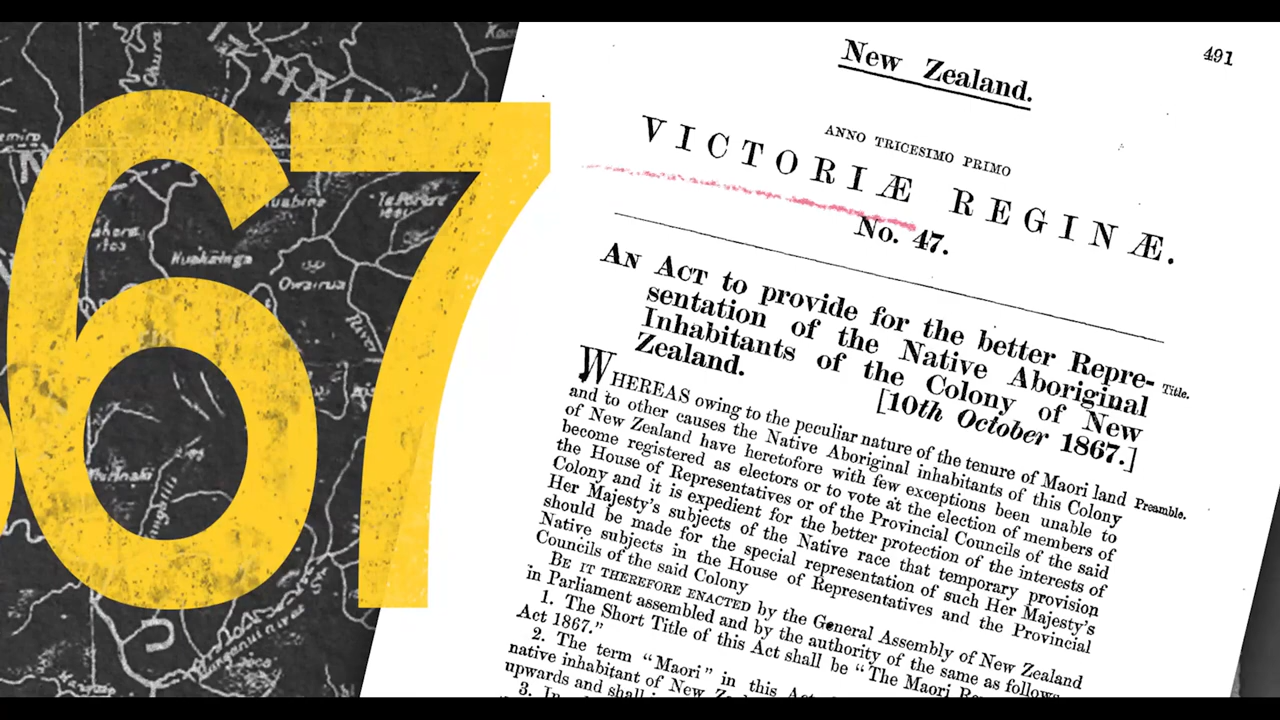 67
Ohura
Kuakainga
Owairua
River
491
New Zealand.
ANNO TRICESIMO PRIMO
VICTORIÆ REGINÆ.
No. 47.
AN ACT to provide for the better Repre-
sentation of the Native Aboriginal
Inhabitants of the Colony of New
Zealand.
[10th October 1867.]
Title.
WHEREAS owing to the peculiar nature of the tenure of Maori land
and to other causes the Native Aboriginal inhabitants of this Colony
of New Zealand have heretofore with few exceptions been unable to
become registered as electors or to vote at the election of members of
the House of Representatives or of the Provincial Councils of the said
Colony and it is expedient for the better protection of the interests of
Her Majesty's subjects of the Native race that temporary provision
should be made for the special representation of such Her Majesty's
Native subjects in the House of Representatives and the Provincial
Councils of the said Colony
Preamble.
BE IT THEREFORE ENACTED by the General Assembly of New Zealand
in Parliament assembled and by the authority of the same as follows
1. The Short Title of this Act shall be "The Maori
Act 1867."
2. The term "Maori" in this
native inhabitant of New
upwards and shall
3. In